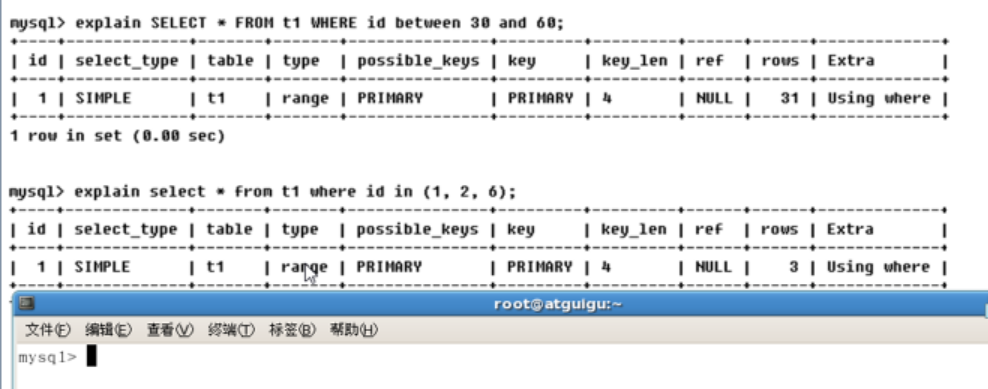 mysql> explain SELECT * FROM t1 WHERE id between 30 and 60;
| id | select_type | table | type | possible_keys | key | key_len | ref | rows | Extra |
| 1 | SIMPLE | t1 | range | PRIMARY | PRIMARY | 4 | NULL | 31 | Using where |
1 row in set (0.00 sec)
mysql> explain select * from t1 where id in (1, 2, 6);
| id | select_type | table | type | possible_keys | key | key_len | ref | rows | Extra |
| 1 | SIMPLE | t1 | range | PRIMARY | PRIMARY | 4 | NULL | 3 | Using where |
root@atguigu:~
文件(F) 编辑(E) 查看(V) 终端(T) 标签(B) 帮助(H)
mysql>